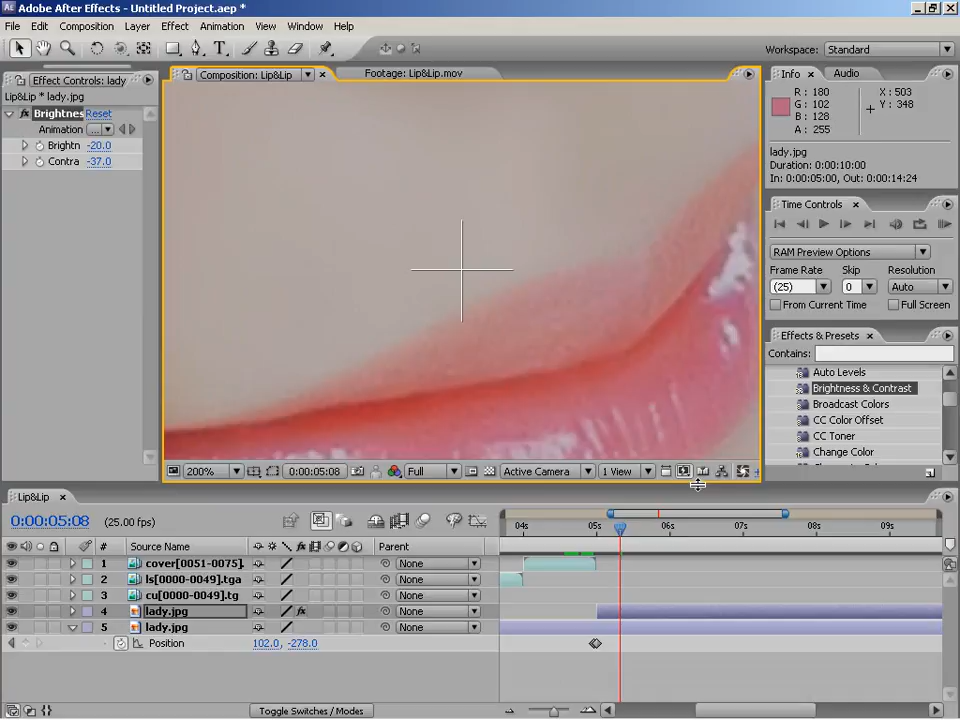 Adobe After Effects - Untitled Project.aep *
File Edit Composition Layer Effect Animation View Window Help
Workspace: Standard
Effect Controls: lady
Lip&Lip * lady.jpg
fx Brightnes Reset
Animation ...
Brightn -20.0
Contra -37.0
Composition: Lip&Lip
Footage: Lip&Lip.mov
200% 0:00:05:08 Full Active Camera 1 View
Info Audio
R: 180 X: 503
G: 102 Y: 348
B: 128
A: 255
lady.jpg
Duration: 0:00:10:00
In: 0:00:05:00, Out: 0:00:14:24
Time Controls
RAM Preview Options
Frame Rate Skip Resolution
(25) 0 Auto
From Current Time Full Screen
Effects & Presets
Contains:
Auto Levels
Brightness & Contrast
Broadcast Colors
CC Color Offset
CC Toner
Change Color
Lip&Lip
0:00:05:08 (25.00 fps)
04s 05s 06s 07s 08s 09s
# Source Name Parent
1 cover[0051-0075]. None
2 ls[0000-0049].tga None
3 cu[0000-0049].tg None
4 lady.jpg fx None
5 lady.jpg None
Position 102.0, -278.0
Toggle Switches / Modes